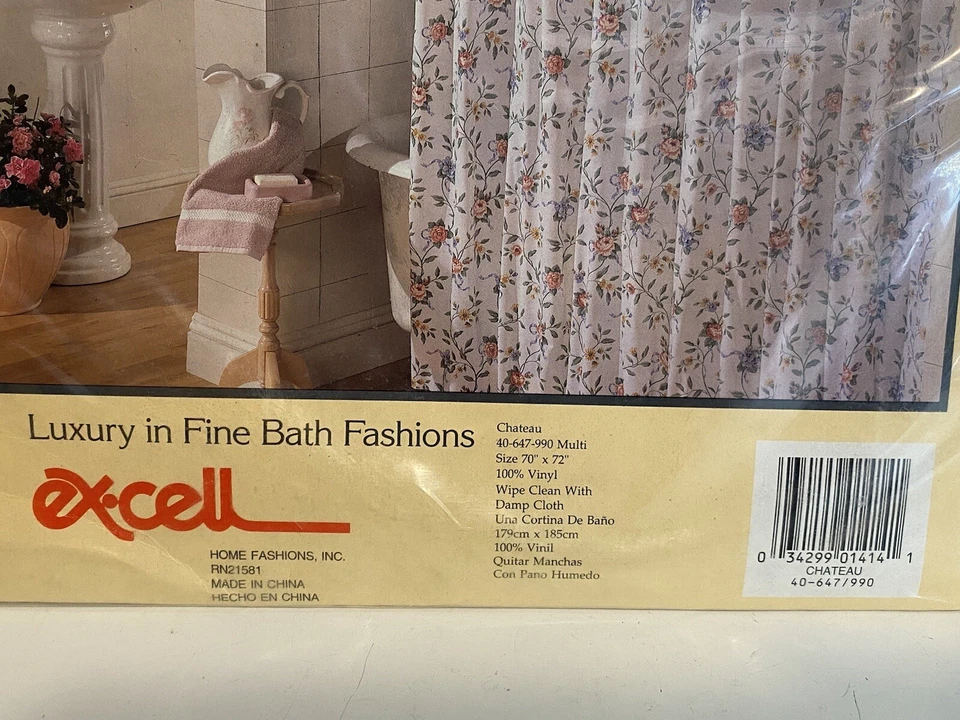 Luxury in Fine Bath Fashions
ex·cell
HOME FASHIONS, INC.
RN21581
MADE IN CHINA
HECHO EN CHINA
Chateau
40-647-990 Multi
Size 70" x 72"
100% Vinyl
Wipe Clean With
Damp Cloth
Una Cortina De Baño
179cm x 185cm
100% Vinil
Quitar Manchas
Con Pano Humedo
0 34299 01414 1
CHATEAU
40-647/990